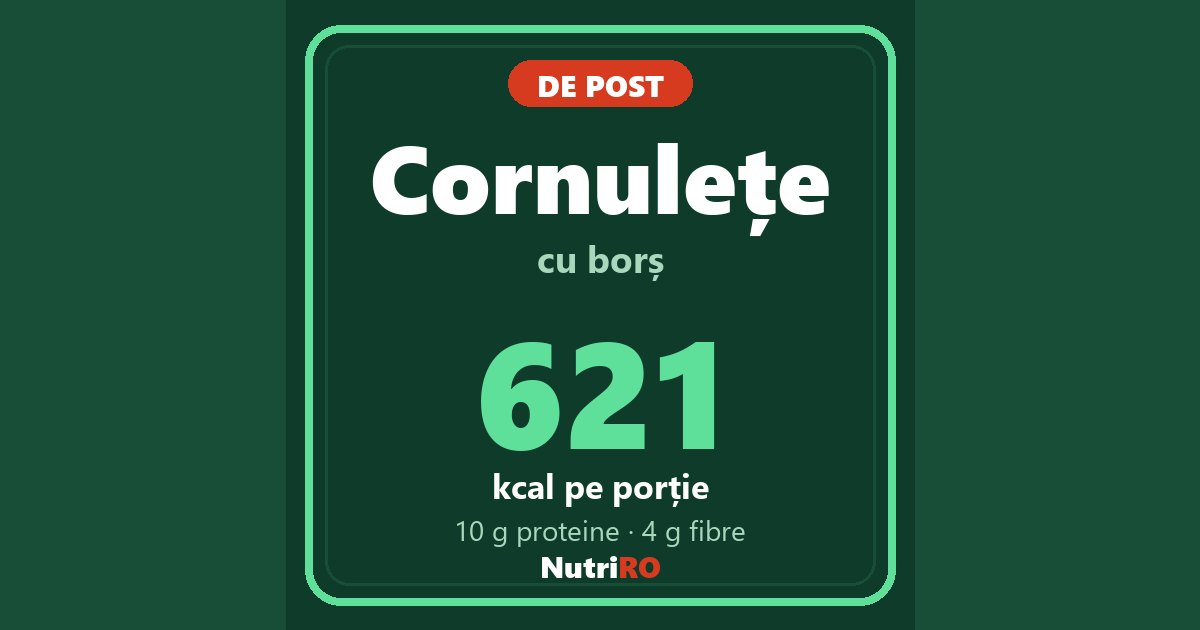 DE POST
Cornulețe
cu borș
621
kcal pe porție
10 g proteine · 4 g fibre
NutriRO